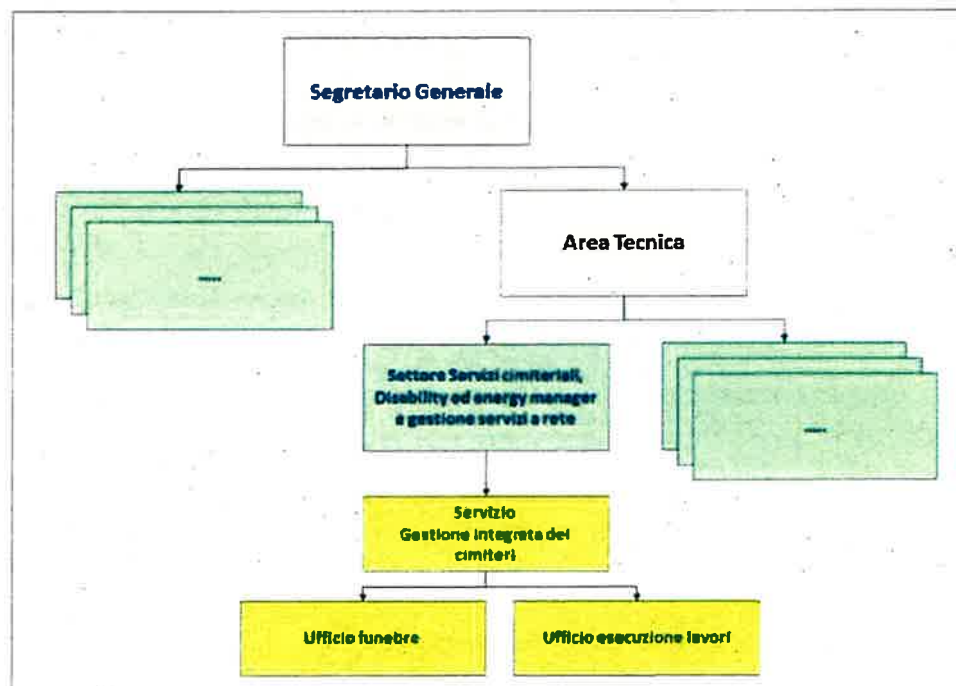 Segretario Generale
.....
Area Tecnica
Settore Servizi cimiteriali,
Disability ed energy manager
e gestione servizi a rete
.....
Servizio
Gestione integrata dei
cimiteri
Ufficio funebre
Ufficio esecuzione lavori